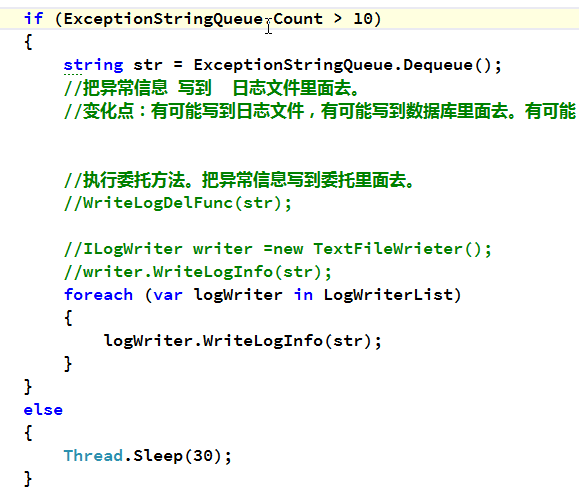 if (ExceptionStringQueue.Count > 10)
{
string str = ExceptionStringQueue.Dequeue();
//把异常信息 写到  日志文件里面去。
//变化点：有可能写到日志文件，有可能写到数据库里面去。有可能
//执行委托方法。把异常信息写到委托里面去。
//WriteLogDelFunc(str);
//ILogWriter writer =new TextFileWrieter();
//writer.WriteLogInfo(str);
foreach (var logWriter in LogWriterList)
{
logWriter.WriteLogInfo(str);
}
}
else
{
Thread.Sleep(30);
}